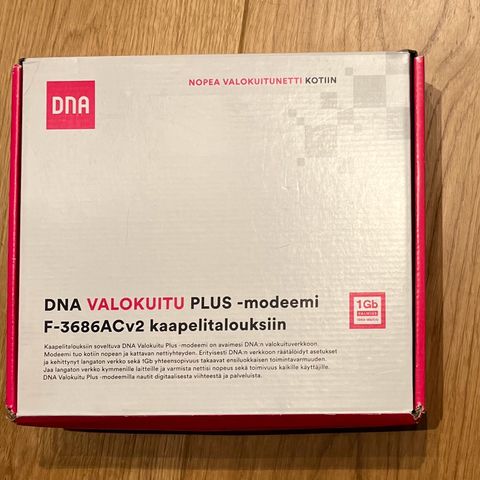 DNA
NOPEA VALOKUITUNETTI KOTIIN
DNA VALOKUITU PLUS -modeemi
F-3686ACv2 kaapelitalouksiin
1Gb
VALMIUS
Kaapelitalouksiin soveltuva DNA Valokuitu Plus -modeemi on avaimesi DNA:n valokuituverkkoon.
Modeemi tuo kotiin nopean ja kattavan nettiyhteyden. Erityisesti DNA:n verkkoon räätälöidyt asetukset
ja kehittynyt langaton verkko sekä 1Gb yhteensopivuus takaavat ensiluokkaisen toimintavarmuuden.
Jaa langaton verkko kymmenille laitteille ja varmista nettisi nopeus sekä toimivuus kaikille käyttäjille.
DNA Valokuitu Plus -modeemilla nautit digitaalisesta viihteestä ja palveluista.